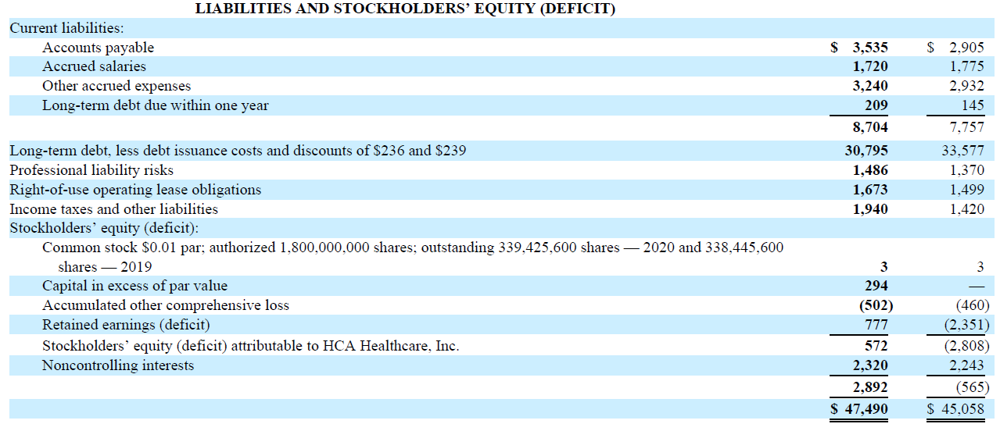 LIABILITIES AND STOCKHOLDERS’ EQUITY (DEFICIT)
Current liabilities:
Accounts payable $ 3,535 $ 2,905
Accrued salaries 1,720 1,775
Other accrued expenses 3,240 2,932
Long-term debt due within one year 209 145
8,704 7,757
Long-term debt, less debt issuance costs and discounts of $236 and $239 30,795 33,577
Professional liability risks 1,486 1,370
Right-of-use operating lease obligations 1,673 1,499
Income taxes and other liabilities 1,940 1,420
Stockholders’ equity (deficit):
Common stock $0.01 par; authorized 1,800,000,000 shares; outstanding 339,425,600 shares — 2020 and 338,445,600
shares — 2019 3 3
Capital in excess of par value 294 —
Accumulated other comprehensive loss (502) (460)
Retained earnings (deficit) 777 (2,351)
Stockholders’ equity (deficit) attributable to HCA Healthcare, Inc. 572 (2,808)
Noncontrolling interests 2,320 2,243
2,892 (565)
$ 47,490 $ 45,058